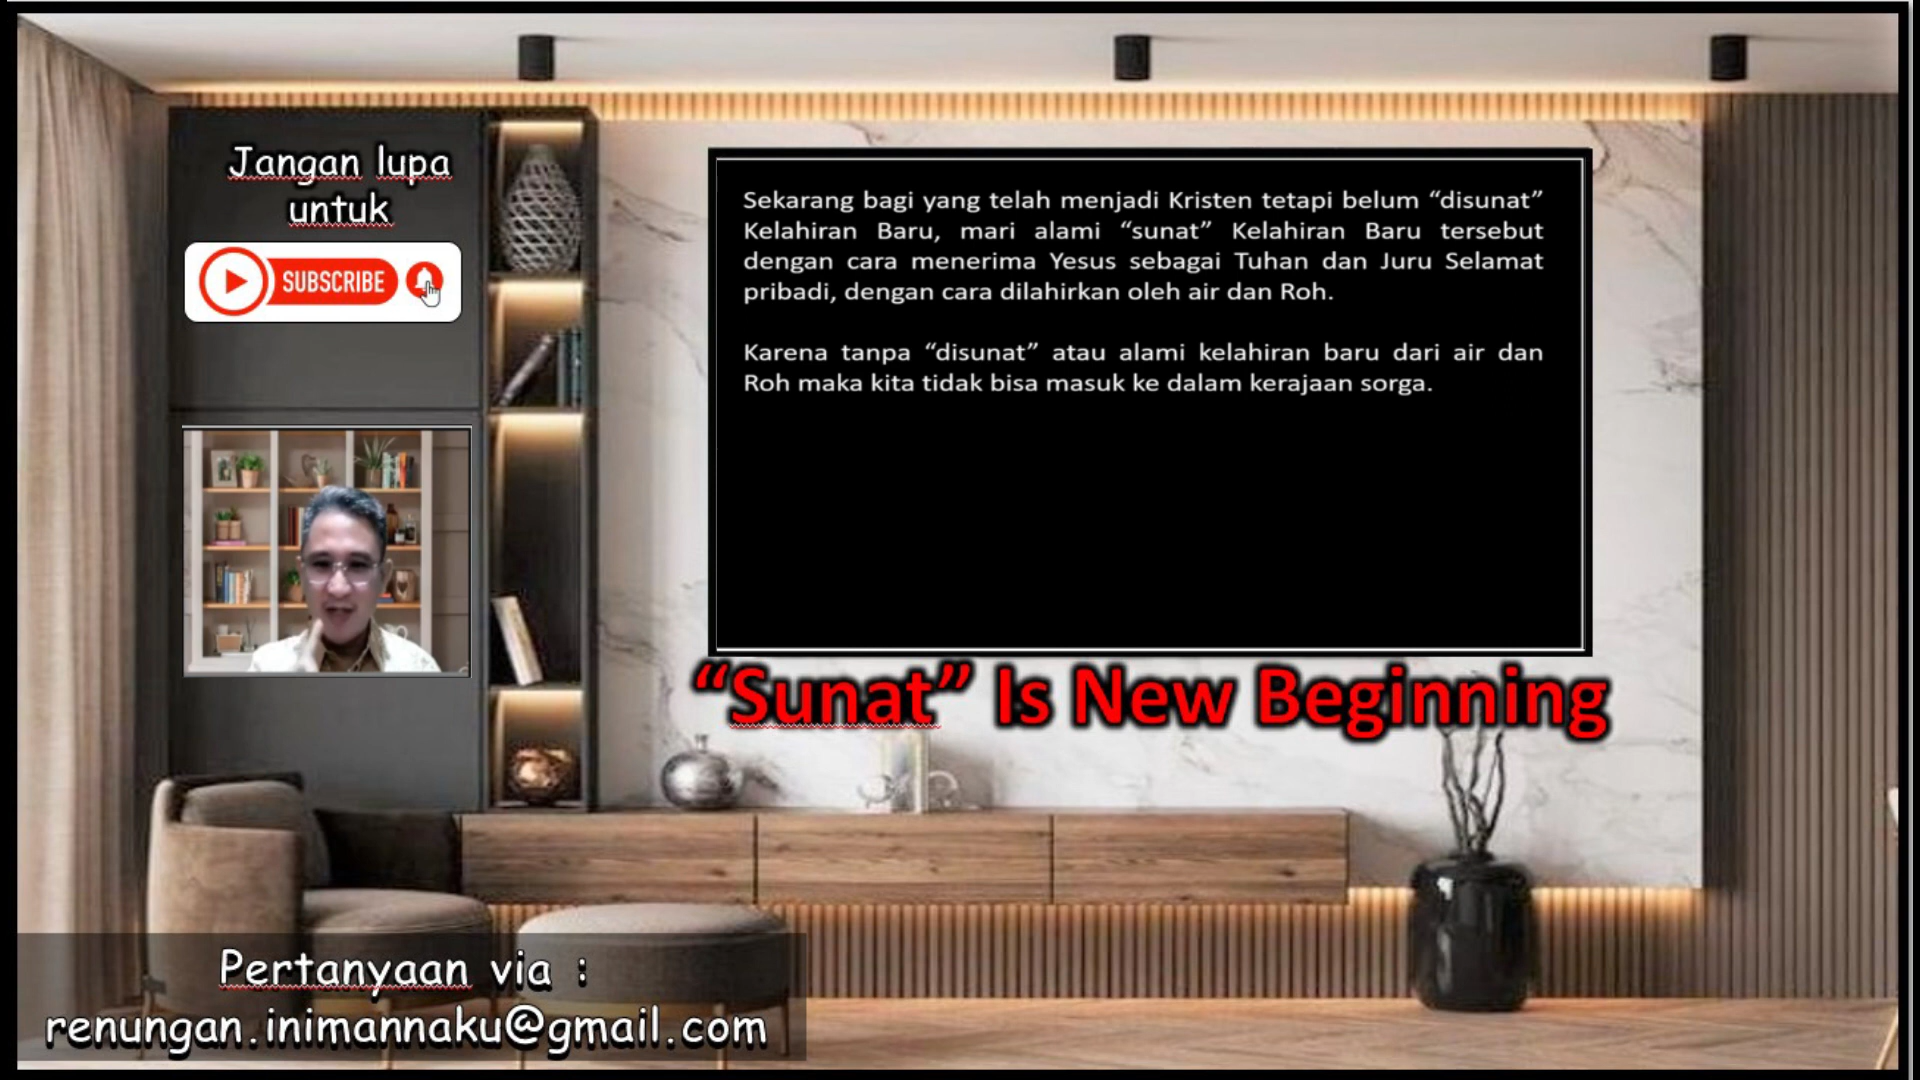 Jangan lupa
untuk
SUBSCRIBE
Sekarang bagi yang telah menjadi Kristen tetapi belum “disunat”
Kelahiran Baru, mari alami “sunat” Kelahiran Baru tersebut
dengan cara menerima Yesus sebagai Tuhan dan Juru Selamat
pribadi, dengan cara dilahirkan oleh air dan Roh.
Karena tanpa “disunat” atau alami kelahiran baru dari air dan
Roh maka kita tidak bisa masuk ke dalam kerajaan sorga.
“Sunat” Is New Beginning
Pertanyaan via :
renungan.inimannaku@gmail.com